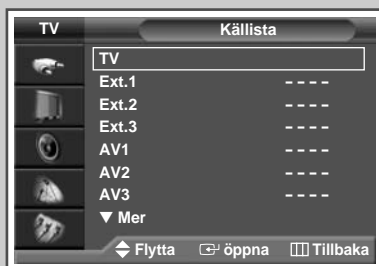 TV Källista
TV
Ext.1 - - - -
Ext.2 - - - -
Ext.3 - - - -
AV1 - - - -
AV2 - - - -
AV3 - - - -
▼ Mer
Flytta öppna Tillbaka